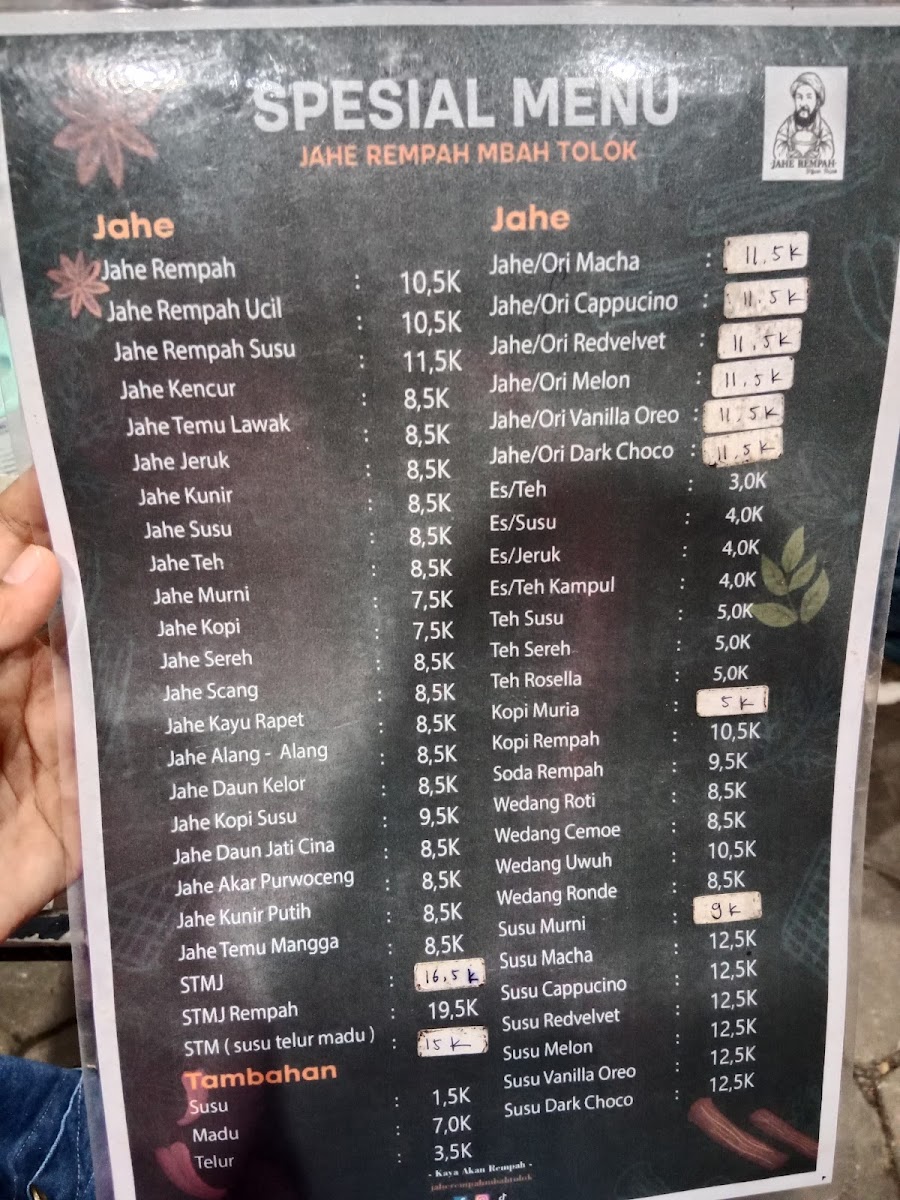 SPESIAL MENU
JAHE REMPAH MBAH TOLOK
JAHE REMPAH
Jahe
Jahe Rempah : 10,5K
Jahe Rempah Ucil : 10,5K
Jahe Rempah Susu : 11,5K
Jahe Kencur : 8,5K
Jahe Temu Lawak : 8,5K
Jahe Jeruk : 8,5K
Jahe Kunir : 8,5K
Jahe Susu : 8,5K
Jahe Teh : 8,5K
Jahe Murni : 7,5K
Jahe Kopi : 7,5K
Jahe Sereh : 8,5K
Jahe Scang : 8,5K
Jahe Kayu Rapet : 8,5K
Jahe Alang - Alang : 8,5K
Jahe Daun Kelor : 8,5K
Jahe Kopi Susu : 9,5K
Jahe Daun Jati Cina : 8,5K
Jahe Akar Purwoceng : 8,5K
Jahe Kunir Putih : 8,5K
Jahe Temu Mangga : 8,5K
STMJ : 16,5 K
STMJ Rempah : 19,5K
STM ( susu telur madu ) : 15 K
Tambahan
Susu : 1,5K
Madu : 7,0K
Telur : 3,5K
Jahe
Jahe/Ori Macha : 11.5 K
Jahe/Ori Cappucino : 11.5 K
Jahe/Ori Redvelvet : 11.5 K
Jahe/Ori Melon : 11.5 K
Jahe/Ori Vanilla Oreo : 11.5 K
Jahe/Ori Dark Choco : 11.5 K
Es/Teh : 3,0K
Es/Susu : 4,0K
Es/Jeruk : 4,0K
Es/Teh Kampul : 4,0K
Teh Susu : 5,0K
Teh Sereh : 5,0K
Teh Rosella : 5,0K
Kopi Muria : 5 K
Kopi Rempah : 10,5K
Soda Rempah : 9,5K
Wedang Roti : 8,5K
Wedang Cemoe : 8,5K
Wedang Uwuh : 10,5K
Wedang Ronde : 8,5K
Susu Murni : 9 K
Susu Macha : 12,5K
Susu Cappucino : 12,5K
Susu Redvelvet : 12,5K
Susu Melon : 12,5K
Susu Vanilla Oreo : 12,5K
Susu Dark Choco : 12,5K
- Kaya Akan Rempah -
jaherempahmbahtolok